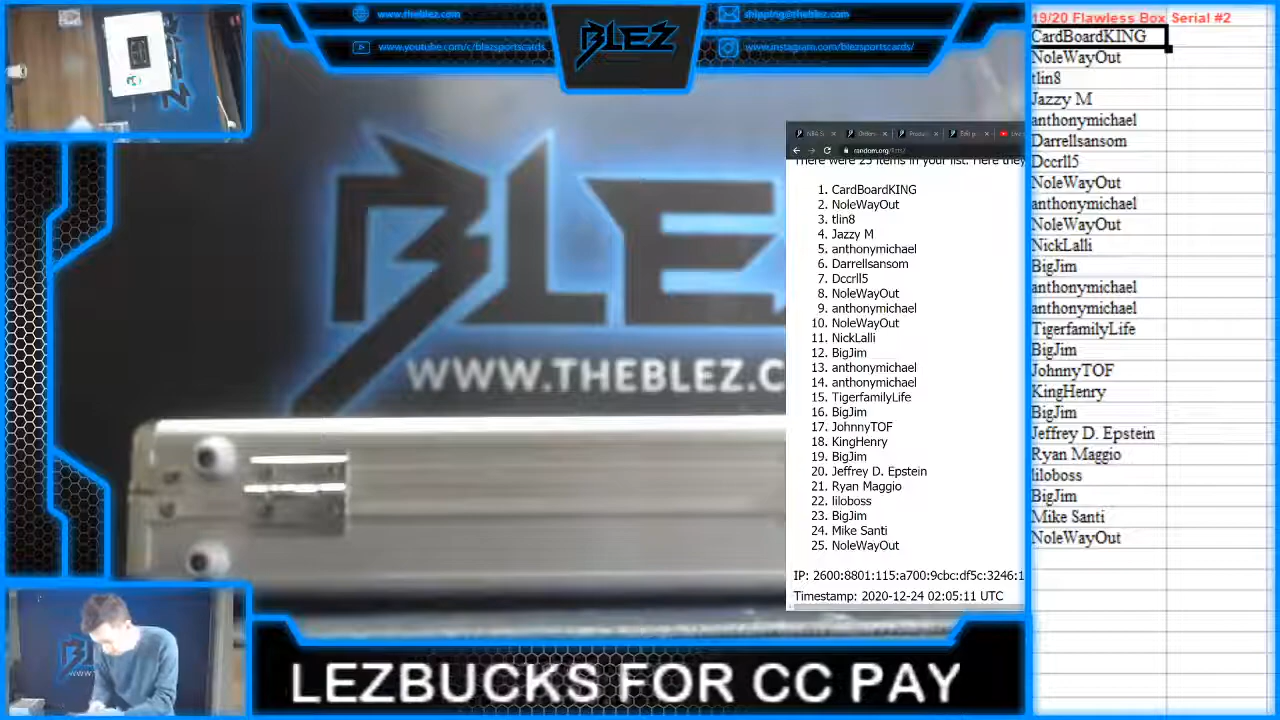 www.theblez.com
shipping@theblez.com
www.youtube.com/c/blezsportscards
www.instagram.com/blezsportscards/
BLEZ
BLEZ
WWW.THEBLEZ.C
random.org/lists
There were 25 items in your list. Here they
1. CardBoardKING
2. NoleWayOut
3. tlin8
4. Jazzy M
5. anthonymichael
6. Darrellsansom
7. Dccrll5
8. NoleWayOut
9. anthonymichael
10. NoleWayOut
11. NickLalli
12. BigJim
13. anthonymichael
14. anthonymichael
15. TigerfamilyLife
16. BigJim
17. JohnnyTOF
18. KingHenry
19. BigJim
20. Jeffrey D. Epstein
21. Ryan Maggio
22. liloboss
23. BigJim
24. Mike Santi
25. NoleWayOut
IP: 2600:8801:115:a700:9cbc:df5c:3246:1
Timestamp: 2020-12-24 02:05:11 UTC
19/20 Flawless Box Serial #2
CardBoardKING
NoleWayOut
tlin8
Jazzy M
anthonymichael
Darrellsansom
Dccrll5
NoleWayOut
anthonymichael
NoleWayOut
NickLalli
BigJim
anthonymichael
anthonymichael
TigerfamilyLife
BigJim
JohnnyTOF
KingHenry
BigJim
Jeffrey D. Epstein
Ryan Maggio
liloboss
BigJim
Mike Santi
NoleWayOut
LEZBUCKS FOR CC PAY